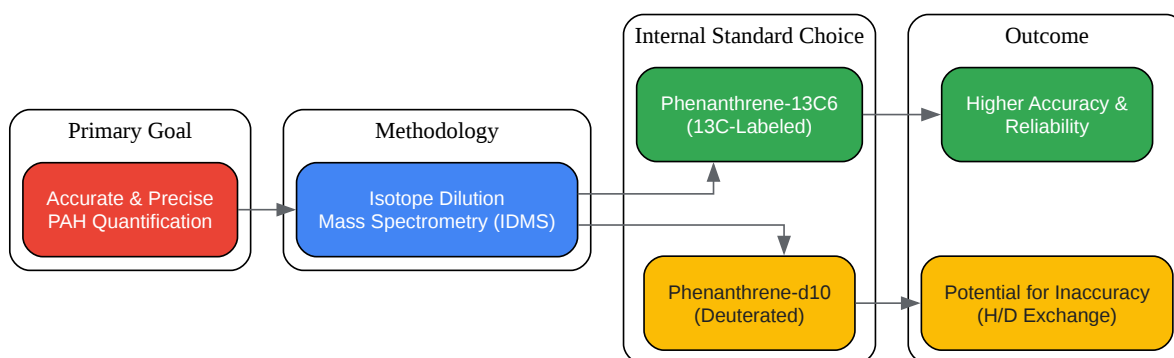 Primary Goal
Accurate & Precise
PAH Quantification
Methodology
Isotope Dilution
Mass Spectrometry (IDMS)
Internal Standard Choice
Phenanthrene-13C6
(13C-Labeled)
Phenanthrene-d10
(Deuterated)
Outcome
Higher Accuracy &
Reliability
Potential for Inaccuracy
(H/D Exchange)